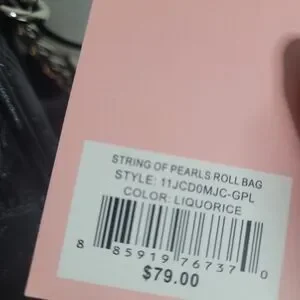 STRING OF PEARLS ROLL BAG
STYLE: 11JCD0MJC-GPL
COLOR: LIQUORICE
8 85919 76737 0
$79.00